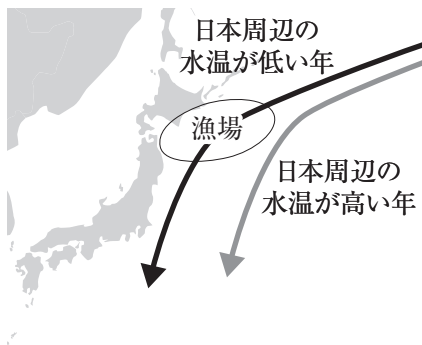 日本周辺の
水温が低い年
漁場
日本周辺の
水温が高い年